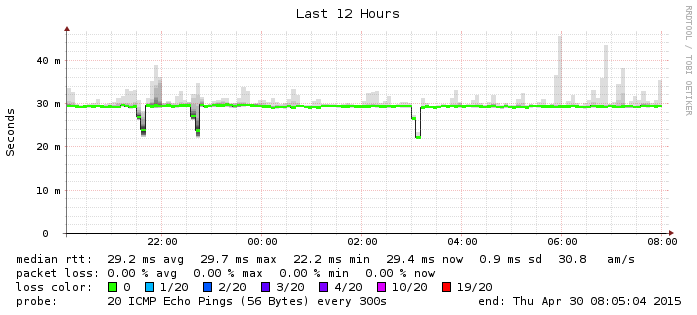 Last 12 Hours
RRDTOOL / TOBI OETIKER
Seconds
40 m
30 m
20 m
10 m
0
22:00 00:00 02:00 04:00 06:00 08:00
median rtt: 29.2 ms avg 29.7 ms max 22.2 ms min 29.4 ms now 0.9 ms sd 30.8 am/s
packet loss: 0.00 % avg 0.00 % max 0.00 % min 0.00 % now
loss color: 0 1/20 2/20 3/20 4/20 10/20 19/20
probe: 20 ICMP Echo Pings (56 Bytes) every 300s end: Thu Apr 30 08:05:04 2015